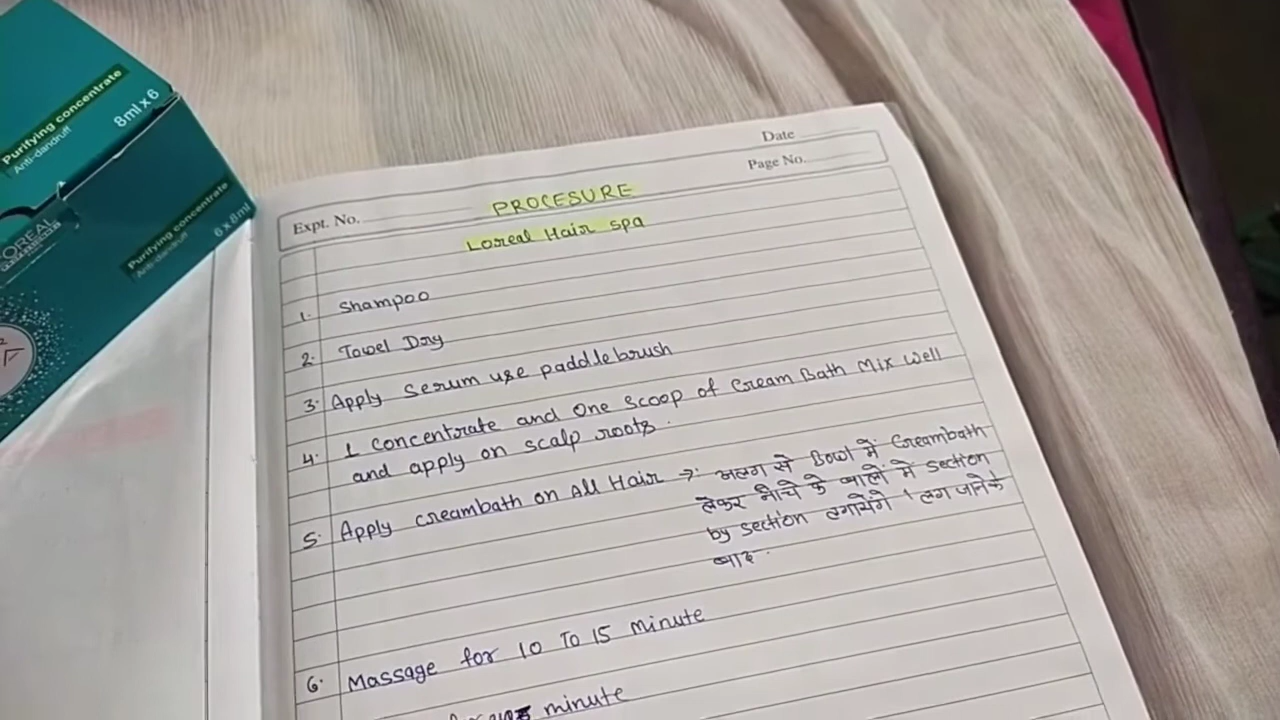 Purifying concentrate
Anti-dandruff
8ml x 6
Purifying concentrate
Anti-dandruff
6 x 8ml
Date
Page No.
Expt. No.
PROCESURE
Loreal Hair spa
1. Shampoo
2. Towel Dry
3. Apply serum use paddlebrush
4. 1 concentrate and one scoop of Cream Bath Mix well
and apply on scalp roots.
5. Apply creambath on All Hair → अलग से Bowl में Creambath
लेकर नीचे के बालों में section
by section लगायेंगे । लग जानेके
बाद.
6. Massage for 10 To 15 Minute
minute